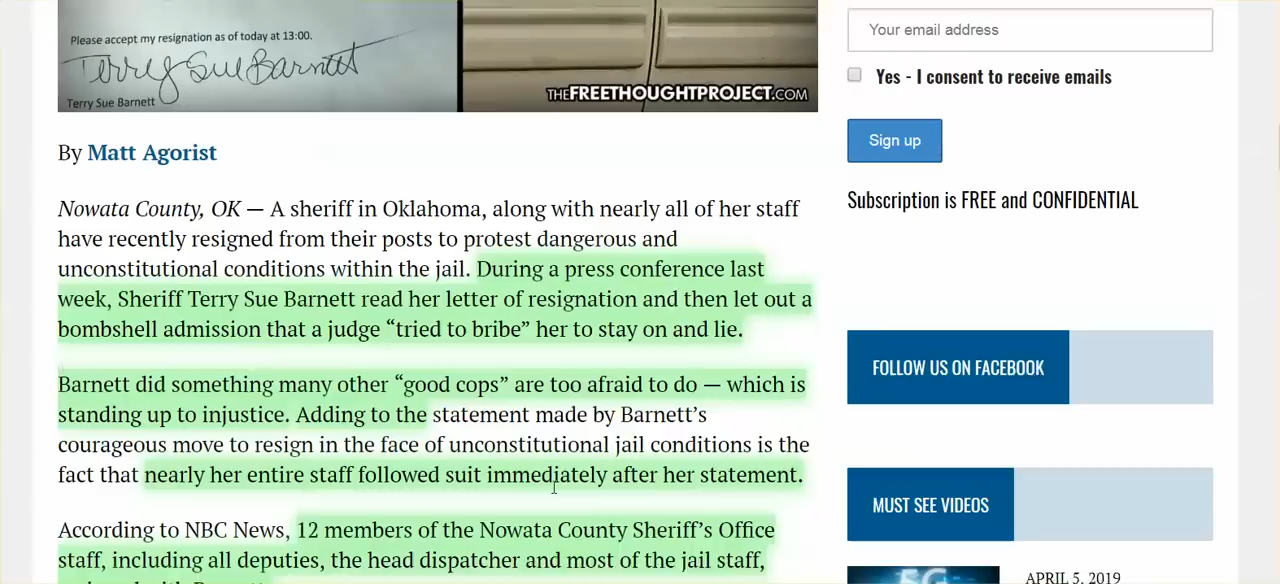 Please accept my resignation as of today at 13:00.
Terry Sue Barnett
Terry Sue Barnett
THEFREETHOUGHTPROJECT.COM
By Matt Agorist
Nowata County, OK — A sheriff in Oklahoma, along with nearly all of her staff
have recently resigned from their posts to protest dangerous and
unconstitutional conditions within the jail. During a press conference last
week, Sheriff Terry Sue Barnett read her letter of resignation and then let out a
bombshell admission that a judge “tried to bribe” her to stay on and lie.
Barnett did something many other “good cops” are too afraid to do — which is
standing up to injustice. Adding to the statement made by Barnett’s
courageous move to resign in the face of unconstitutional jail conditions is the
fact that nearly her entire staff followed suit immediately after her statement.
According to NBC News, 12 members of the Nowata County Sheriff’s Office
staff, including all deputies, the head dispatcher and most of the jail staff,
Your email address
Yes - I consent to receive emails
Sign up
Subscription is FREE and CONFIDENTIAL
FOLLOW US ON FACEBOOK
MUST SEE VIDEOS
5G
APRIL 5, 2019